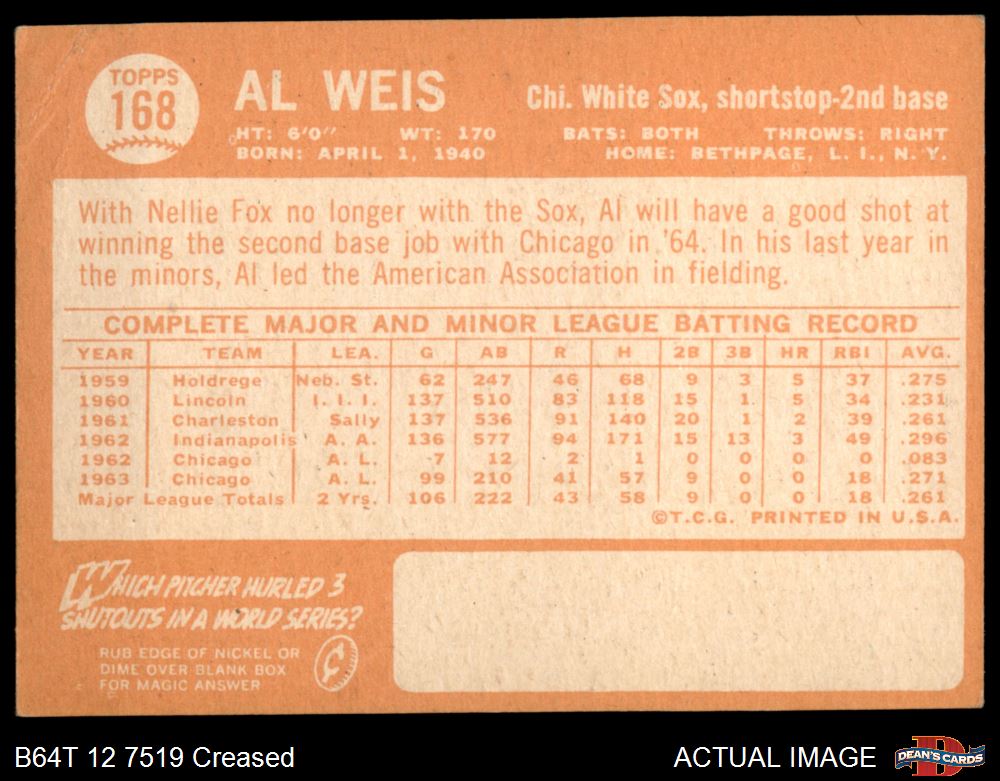 TOPPS
168
AL WEIS
Chi. White Sox, shortstop-2nd base
HT: 6'0" WT: 170 BATS: BOTH THROWS: RIGHT
BORN: APRIL 1, 1940 HOME: BETHPAGE, L. I., N. Y.
With Nellie Fox no longer with the Sox, Al will have a good shot at
winning the second base job with Chicago in '64. In his last year in
the minors, Al led the American Association in fielding.
COMPLETE MAJOR AND MINOR LEAGUE BATTING RECORD
YEAR TEAM LEA. G AB R H 2B 3B HR RBI AVG.
1959 Holdrege Neb. St. 62 247 46 68 9 3 5 37 .275
1960 Lincoln I. I. I. 137 510 83 118 15 1 5 34 .231
1961 Charleston Sally 137 536 91 140 20 1 2 39 .261
1962 Indianapolis A. A. 136 577 94 171 15 13 3 49 .296
1962 Chicago A. L. 7 12 2 1 0 0 0 0 .083
1963 Chicago A. L. 99 210 41 57 9 0 0 18 .271
Major League Totals 2 Yrs. 106 222 43 58 9 0 0 18 .261
©T.C.G. PRINTED IN U.S.A.
WHICH PITCHER HURLED 3
SHUTOUTS IN A WORLD SERIES?
RUB EDGE OF NICKEL OR
DIME OVER BLANK BOX
FOR MAGIC ANSWER
¢
B64T 12 7519 Creased
ACTUAL IMAGE
D
DEAN'S CARDS